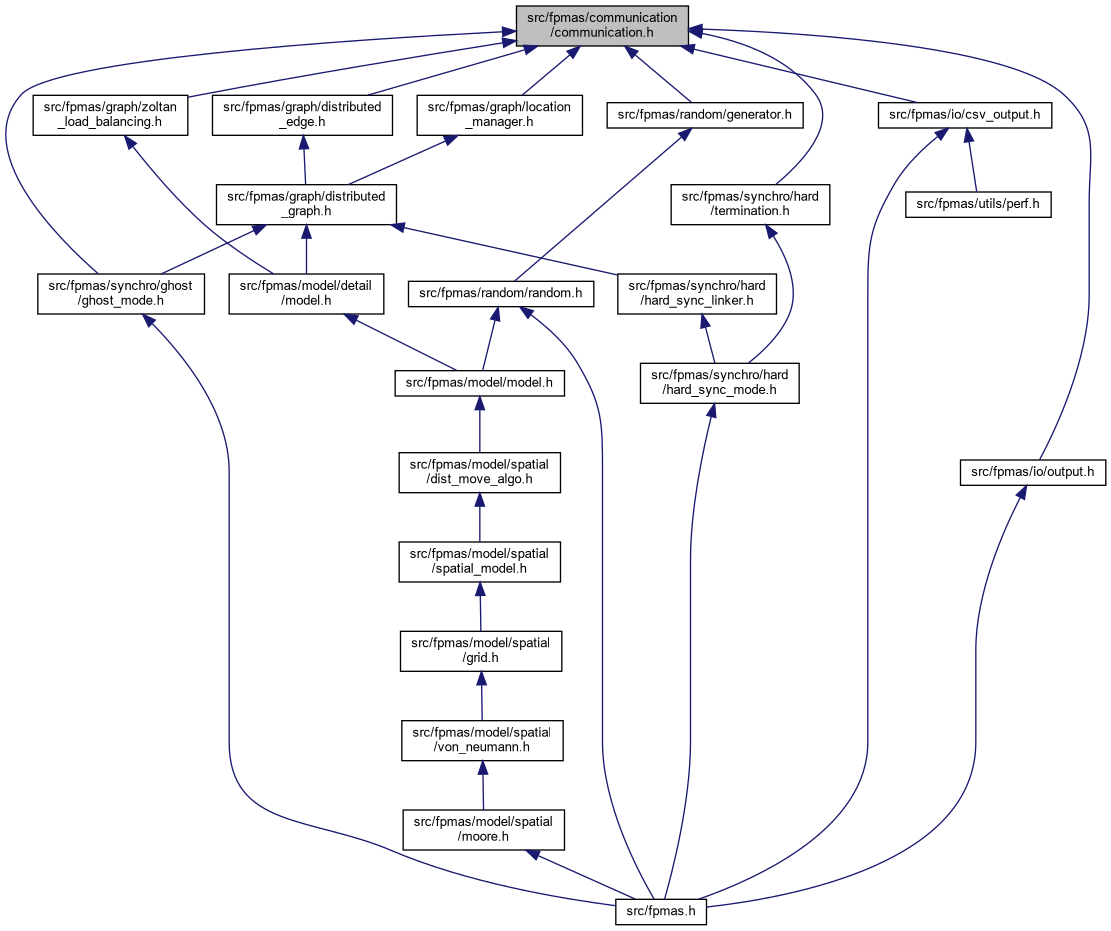 src/fpmas/communication
/communication.h
src/fpmas/graph/zoltan
_load_balancing.h
src/fpmas/graph/distributed
_edge.h
src/fpmas/graph/location
_manager.h
src/fpmas/random/generator.h
src/fpmas/io/csv_output.h
src/fpmas/graph/distributed
_graph.h
src/fpmas/synchro/hard
/termination.h
src/fpmas/utils/perf.h
src/fpmas/synchro/ghost
/ghost_mode.h
src/fpmas/model/detail
/model.h
src/fpmas/random/random.h
src/fpmas/synchro/hard
/hard_sync_linker.h
src/fpmas/model/model.h
src/fpmas/synchro/hard
/hard_sync_mode.h
src/fpmas/model/spatial
/dist_move_algo.h
src/fpmas/io/output.h
src/fpmas/model/spatial
/spatial_model.h
src/fpmas/model/spatial
/grid.h
src/fpmas/model/spatial
/von_neumann.h
src/fpmas/model/spatial
/moore.h
src/fpmas.h